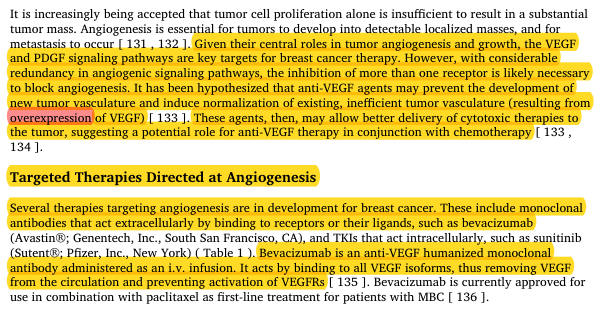 It is increasingly being accepted that tumor cell proliferation alone is insufficient to result in a substantial
tumor mass. Angiogenesis is essential for tumors to develop into detectable localized masses, and for
metastasis to occur [ 131 , 132 ]. Given their central roles in tumor angiogenesis and growth, the VEGF
and PDGF signaling pathways are key targets for breast cancer therapy. However, with considerable
redundancy in angiogenic signaling pathways, the inhibition of more than one receptor is likely necessary
to block angiogenesis. It has been hypothesized that anti-VEGF agents may prevent the development of
new tumor vasculature and induce normalization of existing, inefficient tumor vasculature (resulting from
overexpression of VEGF) [ 133 ]. These agents, then, may allow better delivery of cytotoxic therapies to
the tumor, suggesting a potential role for anti-VEGF therapy in conjunction with chemotherapy [ 133 ,
134 ].
Targeted Therapies Directed at Angiogenesis
Several therapies targeting angiogenesis are in development for breast cancer. These include monoclonal
antibodies that act extracellularly by binding to receptors or their ligands, such as bevacizumab
(Avastin®; Genentech, Inc., South San Francisco, CA), and TKIs that act intracellularly, such as sunitinib
(Sutent®; Pfizer, Inc., New York) ( Table 1 ). Bevacizumab is an anti-VEGF humanized monoclonal
antibody administered as an i.v. infusion. It acts by binding to all VEGF isoforms, thus removing VEGF
from the circulation and preventing activation of VEGFRs [ 135 ]. Bevacizumab is currently approved for
use in combination with paclitaxel as first-line treatment for patients with MBC [ 136 ].